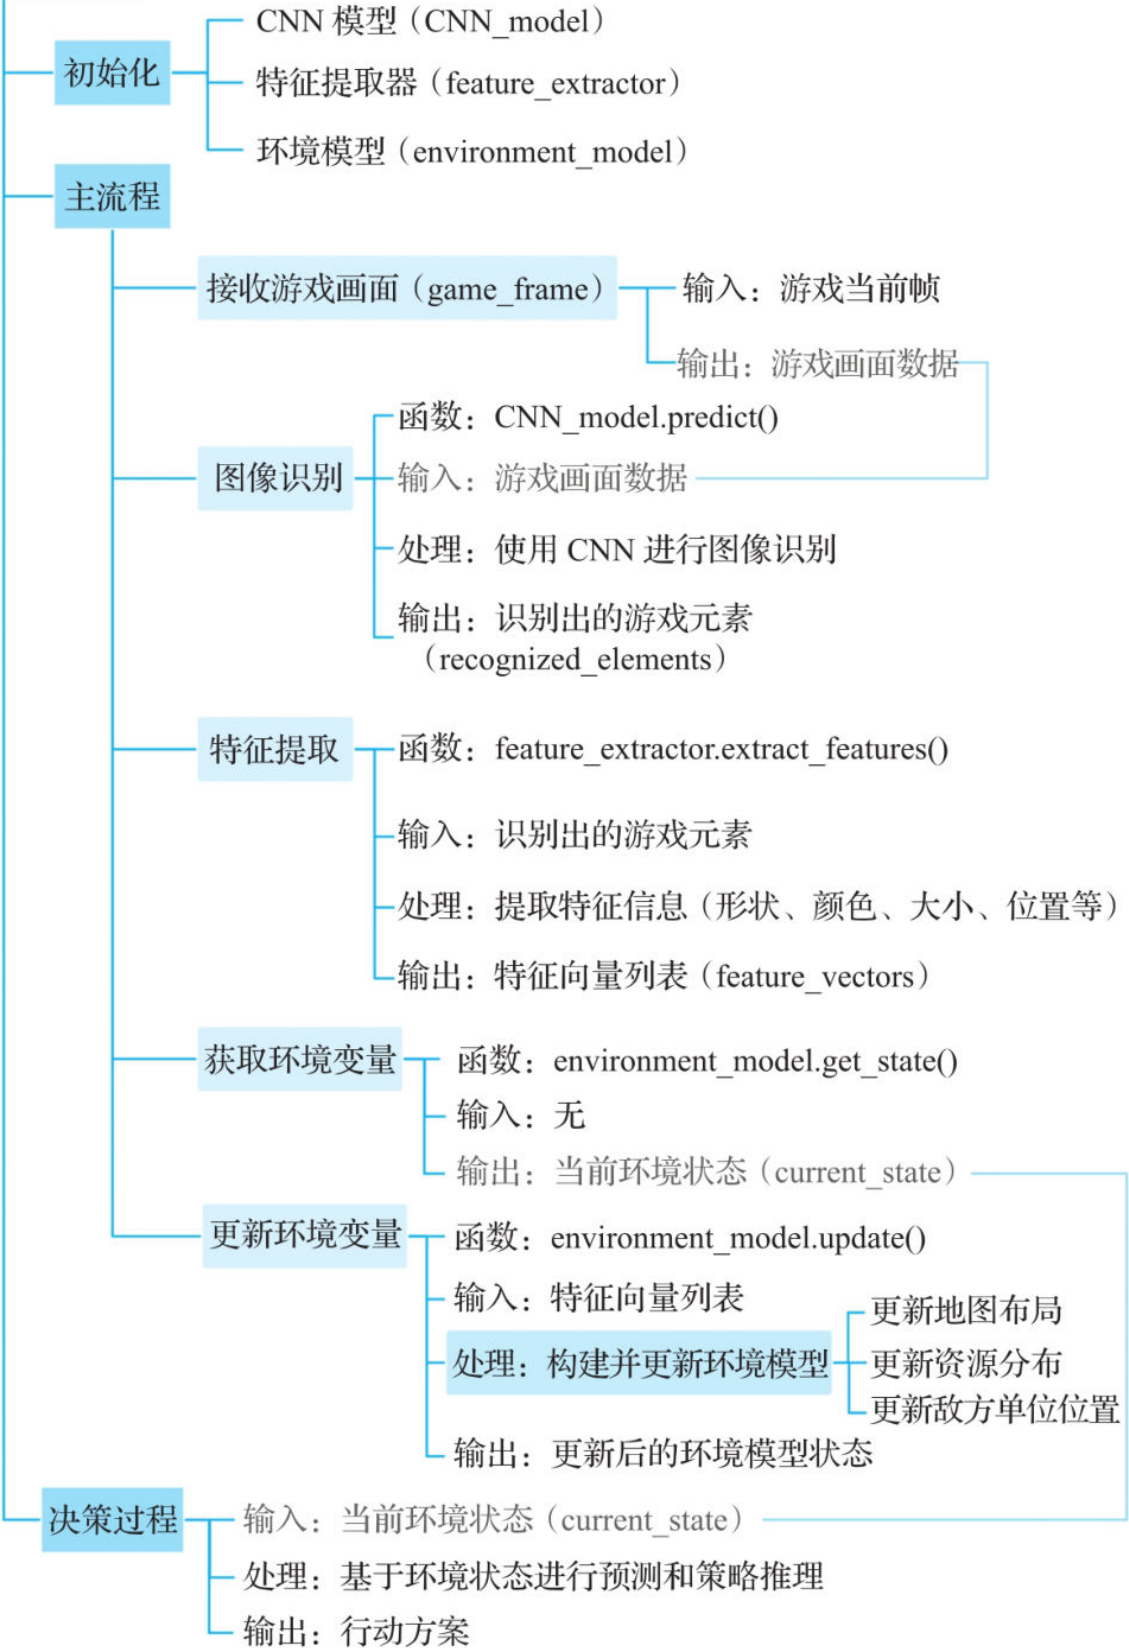 初始化
CNN 模型（CNN_model）
特征提取器（feature_extractor）
环境模型（environment_model）
主流程
接收游戏画面（game_frame）
输入：游戏当前帧
输出：游戏画面数据
图像识别
函数：CNN_model.predict()
输入：游戏画面数据
处理：使用 CNN 进行图像识别
输出：识别出的游戏元素
（recognized_elements）
特征提取
函数：feature_extractor.extract_features()
输入：识别出的游戏元素
处理：提取特征信息（形状、颜色、大小、位置等）
输出：特征向量列表（feature_vectors）
获取环境变量
函数：environment_model.get_state()
输入：无
输出：当前环境状态（current_state）
更新环境变量
函数：environment_model.update()
输入：特征向量列表
处理：构建并更新环境模型
更新地图布局
更新资源分布
更新敌方单位位置
输出：更新后的环境模型状态
决策过程
输入：当前环境状态（current_state）
处理：基于环境状态进行预测和策略推理
输出：行动方案